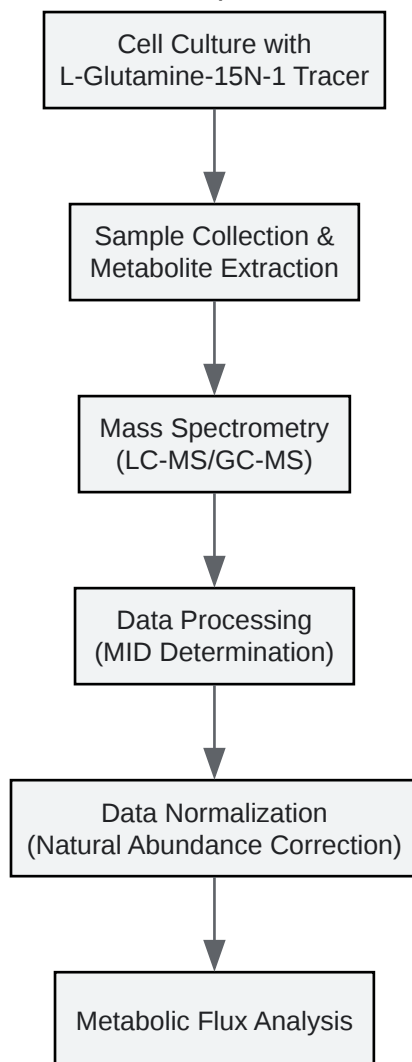 Cell Culture with
L-Glutamine-15N-1 Tracer
Sample Collection &
Metabolite Extraction
Mass Spectrometry
(LC-MS/GC-MS)
Data Processing
(MID Determination)
Data Normalization
(Natural Abundance Correction)
Metabolic Flux Analysis